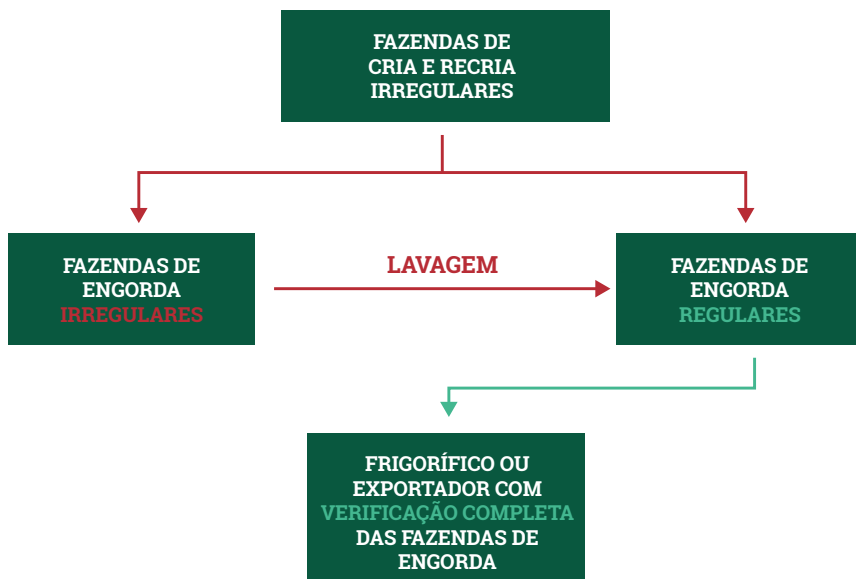 FAZENDAS DE
CRIA E RECRIA
IRREGULARES
LAVAGEM
FAZENDAS DE
ENGORDA
IRREGULARES
FAZENDAS DE
ENGORDA
REGULARES
FRIGORÍFICO OU
EXPORTADOR COM
VERIFICAÇÃO COMPLETA
DAS FAZENDAS DE
ENGORDA